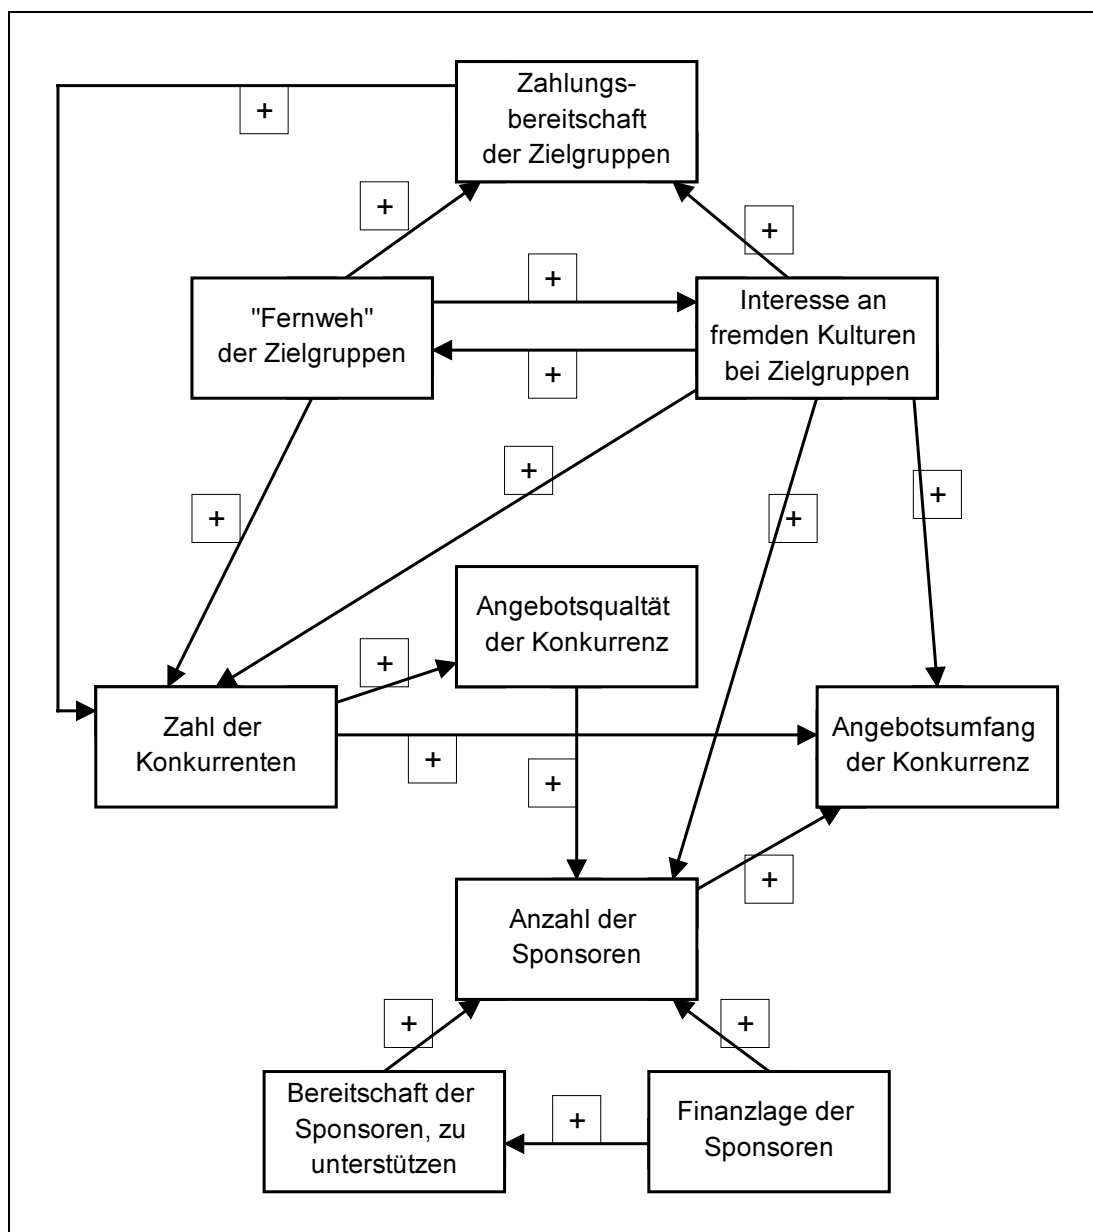 Zahlungs-
bereitschaft
der Zielgruppen
+
+
+
"Fernweh"
der Zielgruppen
+
+
Interesse an
fremden Kulturen
bei Zielgruppen
+
+
+
+
Angebotsqualtät
der Konkurrenz
+
Zahl der
Konkurrenten
+
+
Angebotsumfang
der Konkurrenz
Anzahl der
Sponsoren
+
+
+
Bereitschaft der
Sponsoren, zu
unterstützen
+
Finanzlage der
Sponsoren